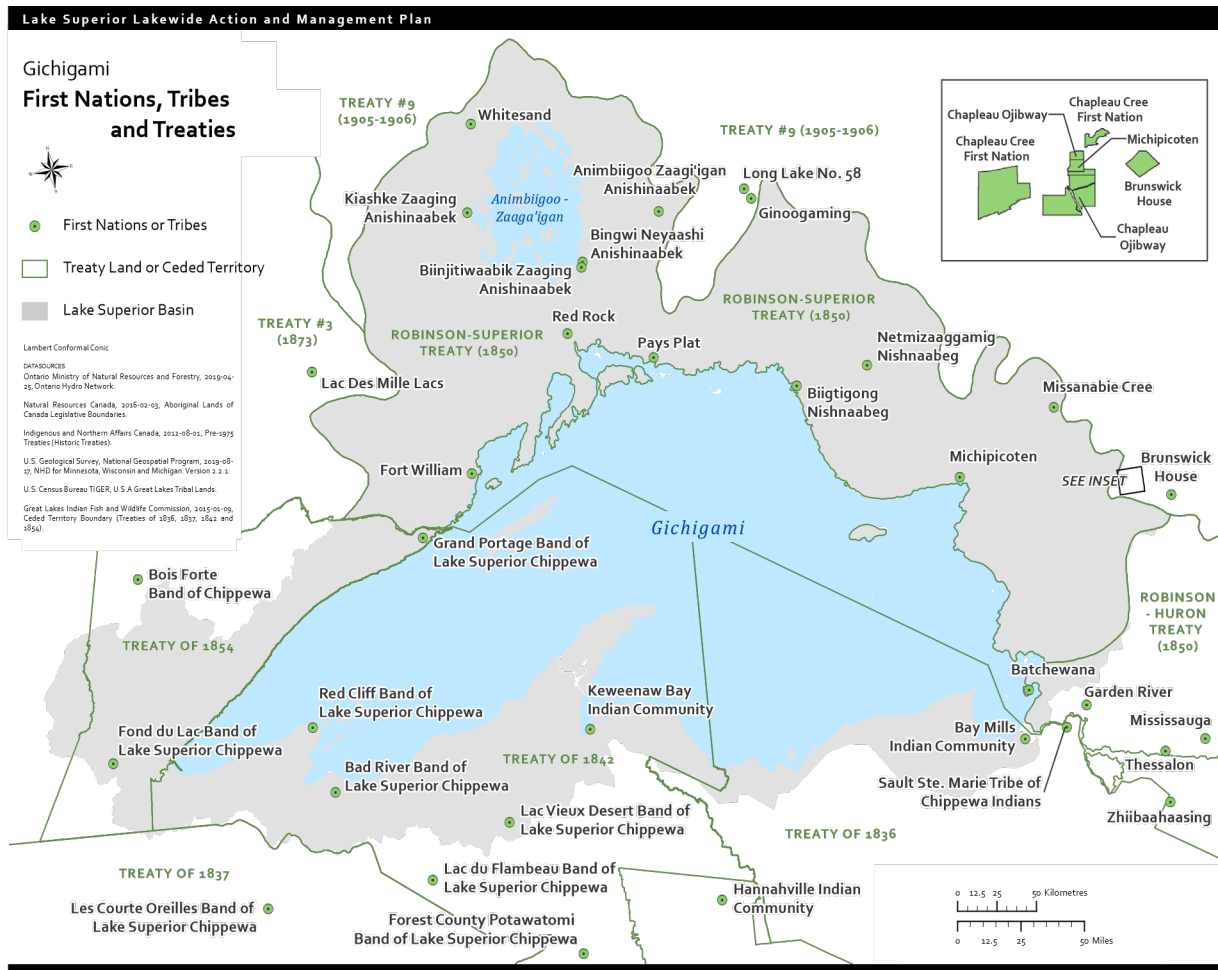 Lake Superior Lakewide Action and Management Plan
Gichigami
First Nations, Tribes
and Treaties
N
E
S
W
First Nations or Tribes
Treaty Land or Ceded Territory
Lake Superior Basin
Lambert Conformal Conic
DATASOURCES
Ontario Ministry of Natural Resources and Forestry, 2019-04-
25, Ontario Hydro Network.
Natural Resources Canada, 2016-02-03, Aboriginal Lands of
Canada Legislative Boundaries.
Indigenous and Northern Affairs Canada, 2012-08-01, Pre-1975
Treaties (Historic Treaties).
U.S. Geological Survey, National Geospatial Program, 2019-08-
17, NHD for Minnesota, Wisconsin and Michigan. Version 2.2.1.
U.S. Census Bureau TIGER, U.S.A Great Lakes Tribal Lands.
Great Lakes Indian Fish and Wildlife Commission, 2015-01-09,
Ceded Territory Boundary (Treaties of 1836, 1837, 1842 and
1854).
TREATY #9
(1905-1906)
Whitesand
TREATY #9 (1905-1906)
Animbiigoo Zaagi'igan
Anishinaabek
Long Lake No. 58
Ginoogaming
Kiashke Zaaging
Anishinaabek
Animbiigoo -
Zaaga'igan
Bingwi Neyaashi
Anishinaabek
Biinjitiwaabik Zaaging
Anishinaabek
Chapleau Ojibway
Chapleau Cree
First Nation
Michipicoten
Chapleau Cree
First Nation
Brunswick
House
Chapleau
Ojibway
TREATY #3
(1873)
ROBINSON-SUPERIOR
TREATY (1850)
Red Rock
Pays Plat
ROBINSON-SUPERIOR
TREATY (1850)
Netmizaaggamig
Nishnaabeg
Lac Des Mille Lacs
Biigtigong
Nishnaabeg
Missanabie Cree
Fort William
Michipicoten
SEE INSET
Brunswick
House
Gichigami
Grand Portage Band of
Lake Superior Chippewa
Bois Forte
Band of Chippewa
TREATY OF 1854
ROBINSON
- HURON
TREATY
(1850)
Batchewana
Garden River
Mississauga
Red Cliff Band of
Lake Superior Chippewa
Keweenaw Bay
Indian Community
Fond du Lac Band of
Lake Superior Chippewa
Bay Mills
Indian Community
Thessalon
Bad River Band of
Lake Superior Chippewa
TREATY OF 1842
Sault Ste. Marie Tribe of
Chippewa Indians
Zhiibaahaasing
Lac Vieux Desert Band of
Lake Superior Chippewa
TREATY OF 1836
TREATY OF 1837
Lac du Flambeau Band of
Lake Superior Chippewa
Hannahville Indian
Community
Les Courte Oreilles Band of
Lake Superior Chippewa
Forest County Potawatomi
Band of Lake Superior Chippewa
0 12.5 25 50 Kilometres
0 12.5 25 50 Miles